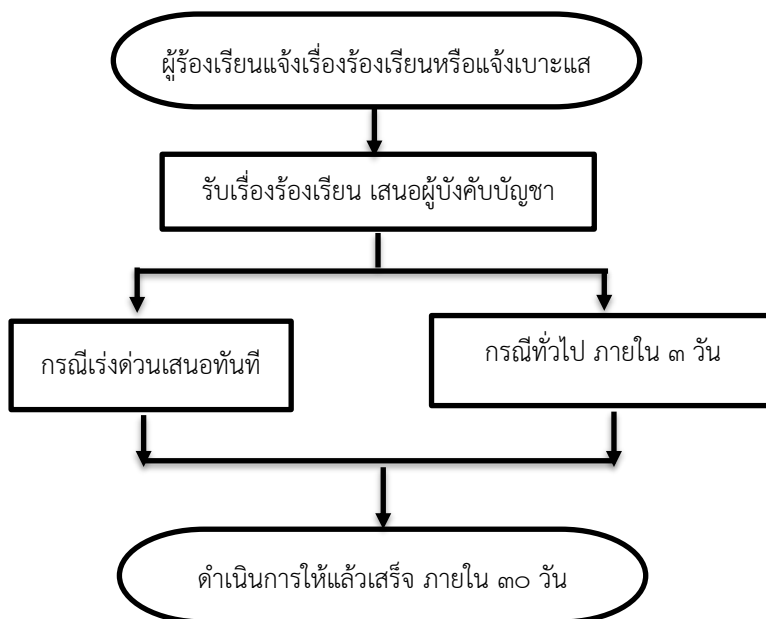 ผู้ร้องเรียนแจ้งเรื่องร้องเรียนหรือแจ้งเบาะแส
รับเรื่องร้องเรียน เสนอผู้บังคับบัญชา
กรณีเร่งด่วนเสนอทันที
กรณีทั่วไป ภายใน ๓ วัน
ดำเนินการให้แล้วเสร็จ ภายใน ๓๐ วัน